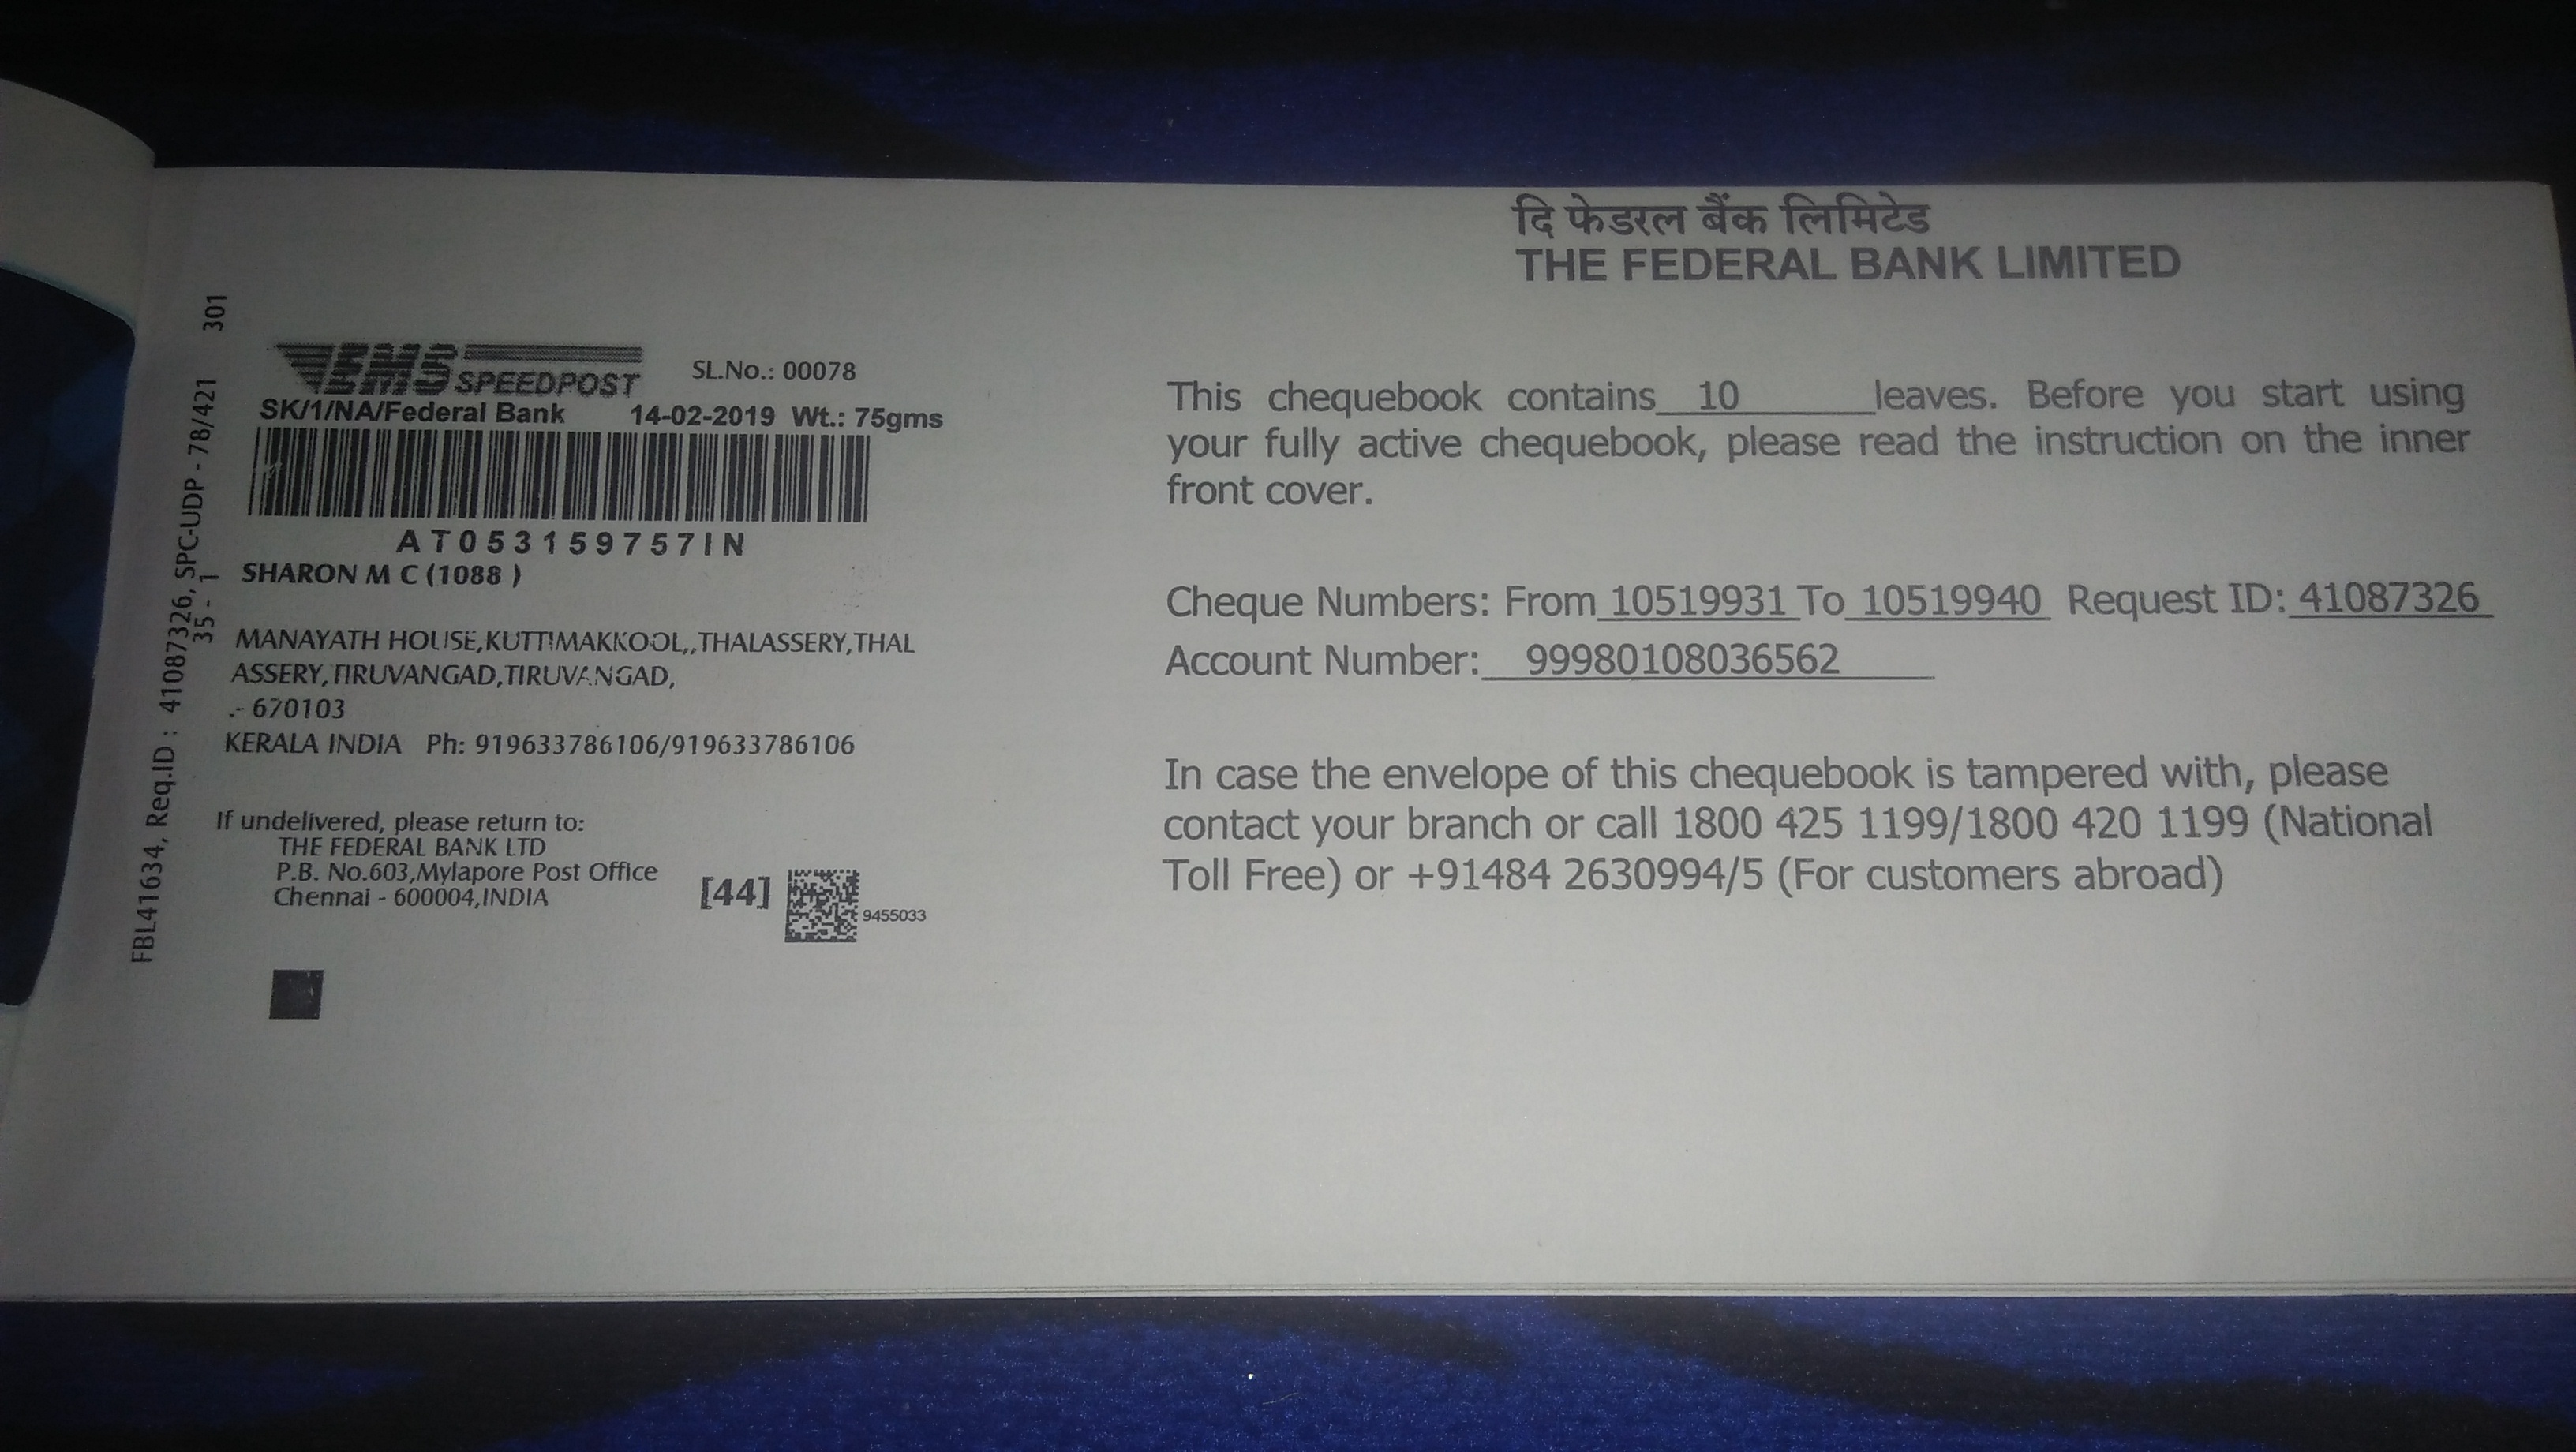 दि फेडरल बैंक लिमिटेड
THE FEDERAL BANK LIMITED
FBL41634, Req.ID : 41087326, SPC-UDP - 78/421 301
35 - 1
EMS SPEEDPOST SL.No.: 00078
SK/1/NA/Federal Bank 14-02-2019 Wt.: 75gms
AT053159757IN
SHARON M C (1088 )
MANAYATH HOUSE,KUTTIMAKKOOL,,THALASSERY,THAL
ASSERY,TIRUVANGAD,TIRUVANGAD,
.- 670103
KERALA INDIA Ph: 919633786106/919633786106
If undelivered, please return to:
THE FEDERAL BANK LTD
P.B. No.603,Mylapore Post Office
Chennai - 600004,INDIA
[44] 9455033
This chequebook contains 10 leaves. Before you start using
your fully active chequebook, please read the instruction on the inner
front cover.
Cheque Numbers: From 10519931 To 10519940 Request ID: 41087326
Account Number: 99980108036562
In case the envelope of this chequebook is tampered with, please
contact your branch or call 1800 425 1199/1800 420 1199 (National
Toll Free) or +91484 2630994/5 (For customers abroad)